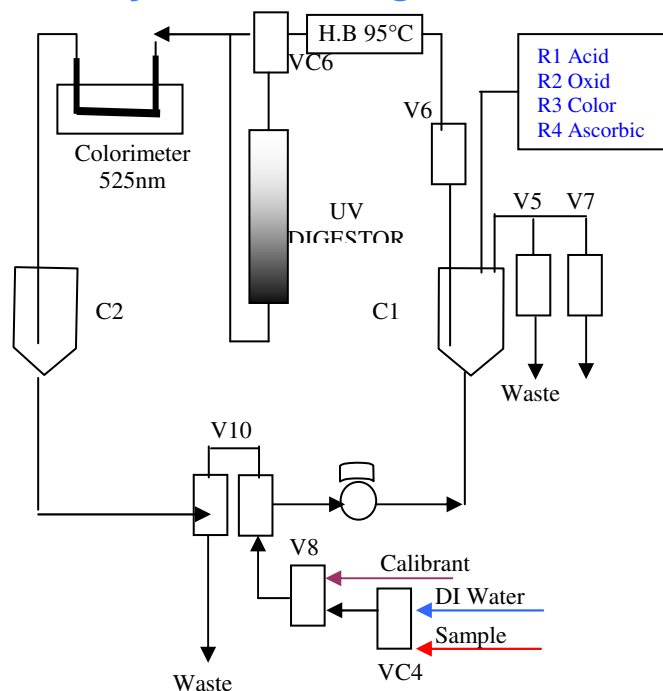 H.B 95°C
VC6
R1 Acid
R2 Oxid
R3 Color
R4 Ascorbic
V6
Colorimeter
525nm
UV
DIGESTOR
V5 V7
C2
C1
Waste
V10
V8
Calibrant
DI Water
Sample
VC4
Waste